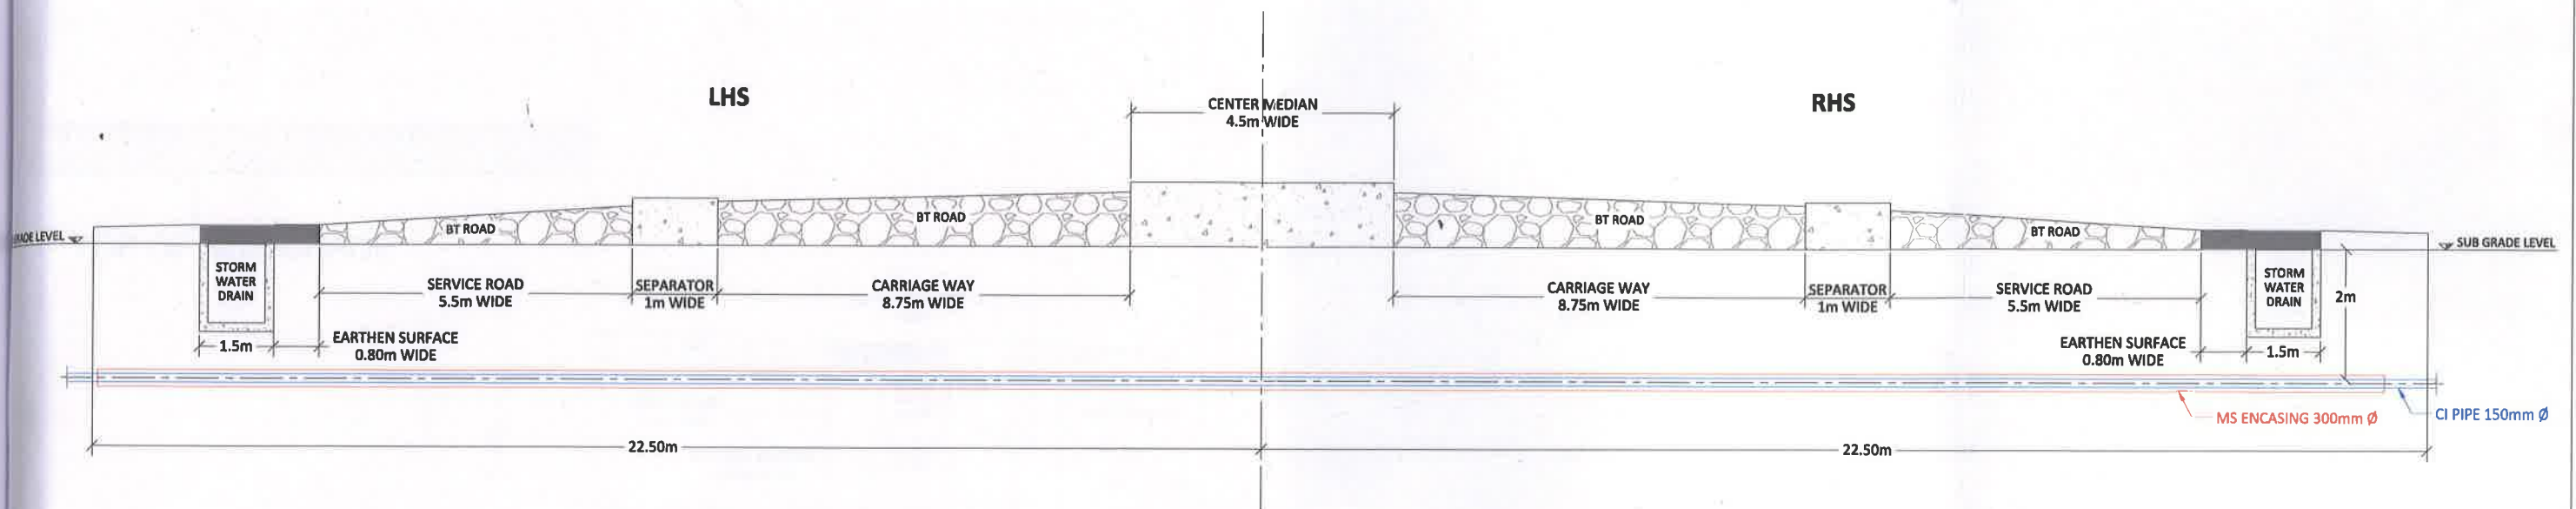 LHS
RHS
CENTER MEDIAN
4.5m WIDE
BT ROAD
BT ROAD
BT ROAD
BT ROAD
LEVEL
SUB GRADE LEVEL
STORM
WATER
DRAIN
SERVICE ROAD
5.5m WIDE
SEPARATOR
1m WIDE
CARRIAGE WAY
8.75m WIDE
CARRIAGE WAY
8.75m WIDE
SEPARATOR
1m WIDE
SERVICE ROAD
5.5m WIDE
STORM
WATER
DRAIN
2m
1.5m
EARTHEN SURFACE
0.80m WIDE
EARTHEN SURFACE
0.80m WIDE
1.5m
MS ENCASING 300mm Ø
CI PIPE 150mm Ø
22.50m
22.50m